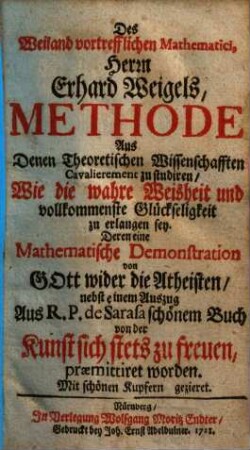 Des
Weiland vortrefflichen Mathematici,
Herrn
Erhard Weigels,
METHODE
Aus
Denen Theoretischen Wissenschafften
Cavalierement zu studiren /
Wie die wahre Weisheit und
vollkommenste Glückseligkeit
zu erlangen sey.
Deren eine
Mathematische Demonstration
von
GOtt wider die Atheisten /
nebst einem Auszug
Aus R. P. de Sarasa schönem Buch
von der
Kunst sich stets zu freuen,
præmittiret worden.
Mit schönen Kupfern gezieret.
Nürnberg /
In Verlegung Wolfgang Moritz Endter /
Gedruckt bey Joh. Ernst Adelbulner.